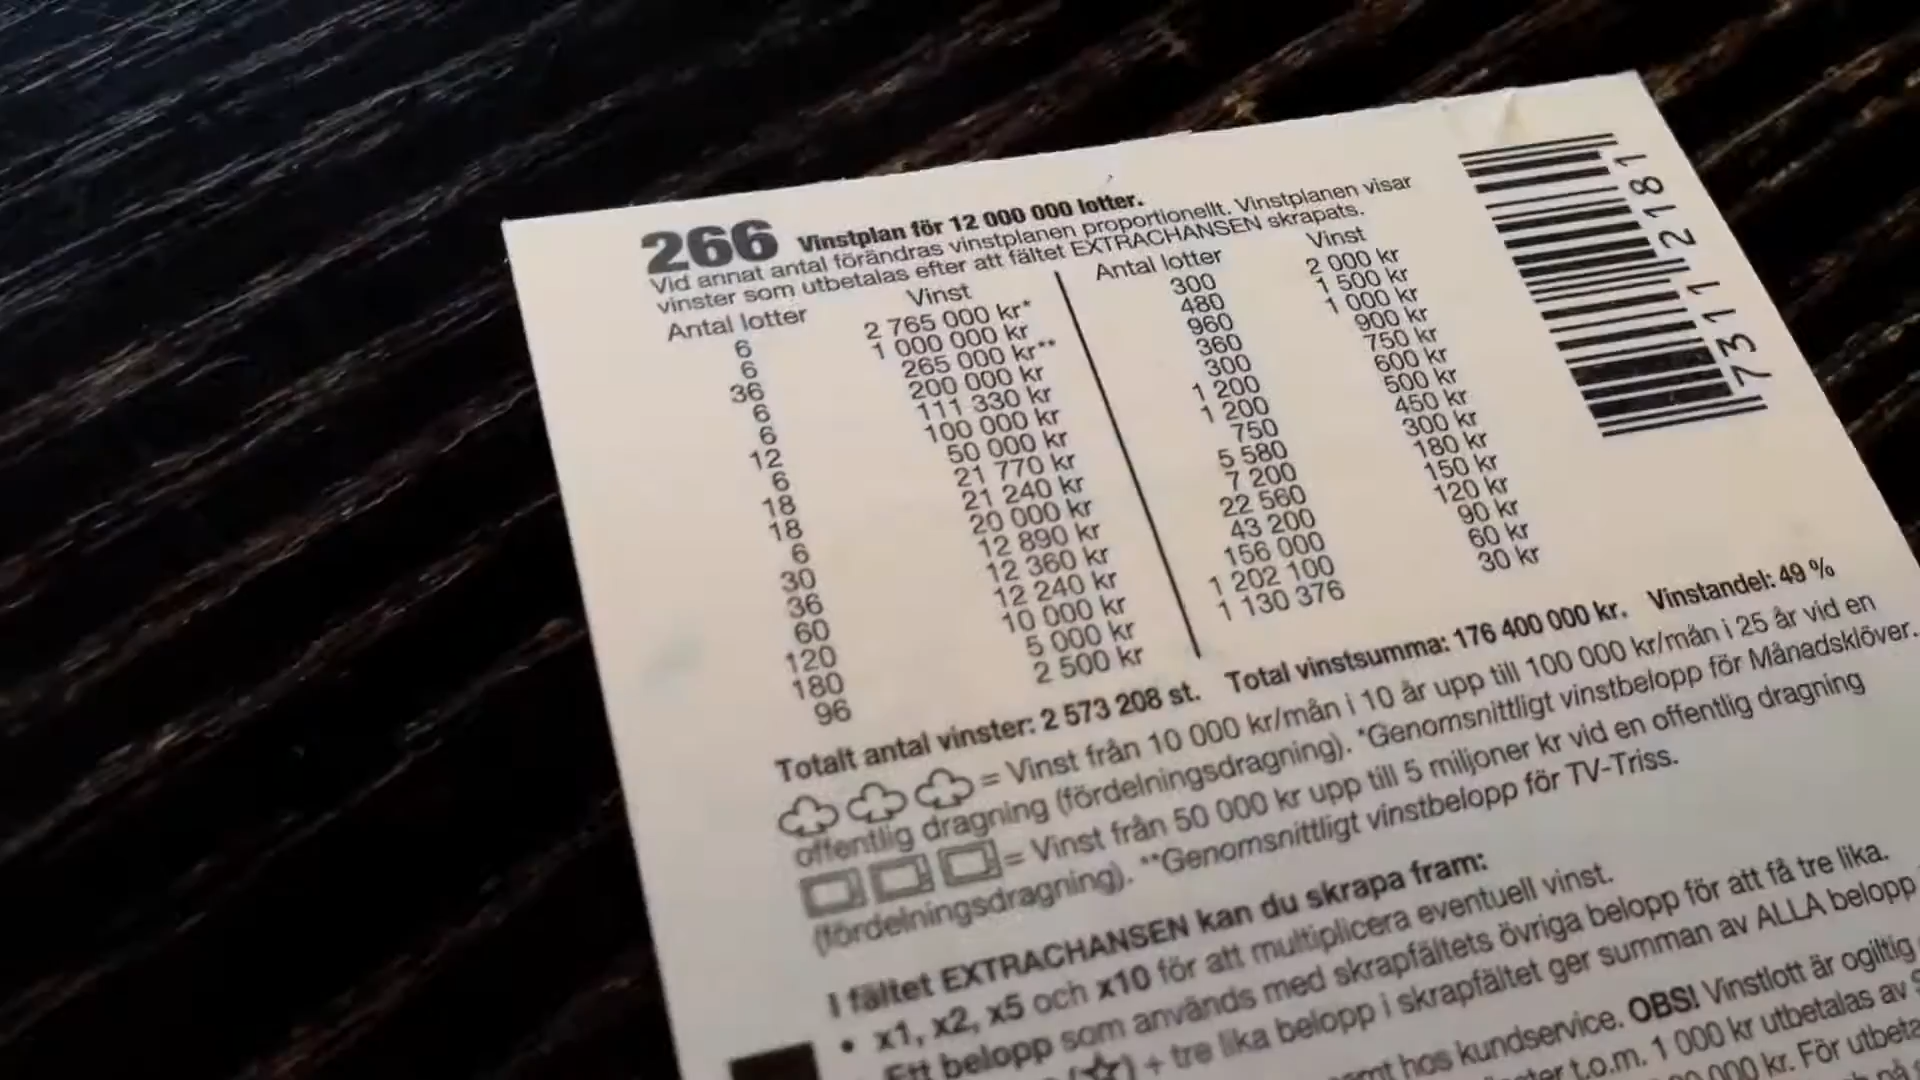 266 Vinstplan för 12 000 000 lotter.
Vid annat antal förändras vinstplanen proportionellt. Vinstplanen visar
vinster som utbetalas efter att fältet EXTRACHANSEN skrapats.
Antal lotter Vinst
6 2 765 000 kr*
6 1 000 000 kr
36 265 000 kr**
6 200 000 kr
6 111 330 kr
12 100 000 kr
6 50 000 kr
18 21 770 kr
18 21 240 kr
6 20 000 kr
30 12 890 kr
36 12 360 kr
60 12 240 kr
120 10 000 kr
180 5 000 kr
96 2 500 kr
Antal lotter Vinst
300 2 000 kr
480 1 500 kr
960 1 000 kr
360 900 kr
300 750 kr
1 200 600 kr
1 200 500 kr
750 450 kr
5 580 300 kr
7 200 180 kr
22 560 150 kr
43 200 120 kr
156 000 90 kr
1 202 100 60 kr
1 130 376 30 kr
Totalt antal vinster: 2 573 208 st. Total vinstsumma: 176 400 000 kr. Vinstandel: 49 %
= Vinst från 10 000 kr/mån i 10 år upp till 100 000 kr/mån i 25 år vid en
offentlig dragning (fördelningsdragning). *Genomsnittligt vinstbelopp för Månadsklöver.
= Vinst från 50 000 kr upp till 5 miljoner kr vid en offentlig dragning
(fördelningsdragning). **Genomsnittligt vinstbelopp för TV-Triss.
I fältet EXTRACHANSEN kan du skrapa fram:
• x1, x2, x5 och x10 för att multiplicera eventuell vinst.
Ett belopp som används med skrapfältets övriga belopp för att få tre lika.
(☆) + tre lika belopp i skrapfältet ger summan av ALLA belopp
hos kundservice. OBS! Vinstlott är ogiltig
t.o.m. 1 000 kr utbetalas av
000 kr. För
7311 2181